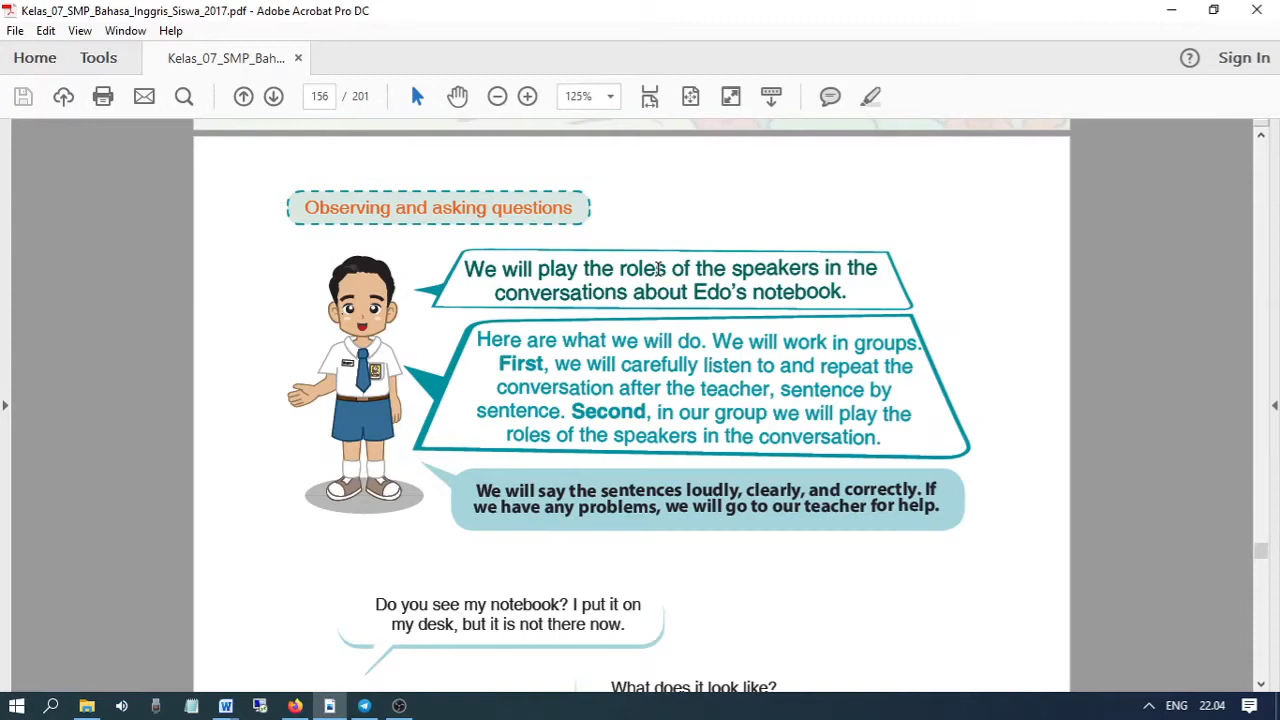 Kelas_07_SMP_Bahasa_Inggris_Siswa_2017.pdf - Adobe Acrobat Pro DC
File Edit View Window Help
Home Tools Kelas_07_SMP_Bah... × Sign In
156 / 201 125%
Observing and asking questions
We will play the roles of the speakers in the
conversations about Edo's notebook.
Here are what we will do. We will work in groups.
First, we will carefully listen to and repeat the
conversation after the teacher, sentence by
sentence. Second, in our group we will play the
roles of the speakers in the conversation.
We will say the sentences loudly, clearly, and correctly. If
we have any problems, we will go to our teacher for help.
Do you see my notebook? I put it on
my desk, but it is not there now.
What does it look like?
ENG 22.04